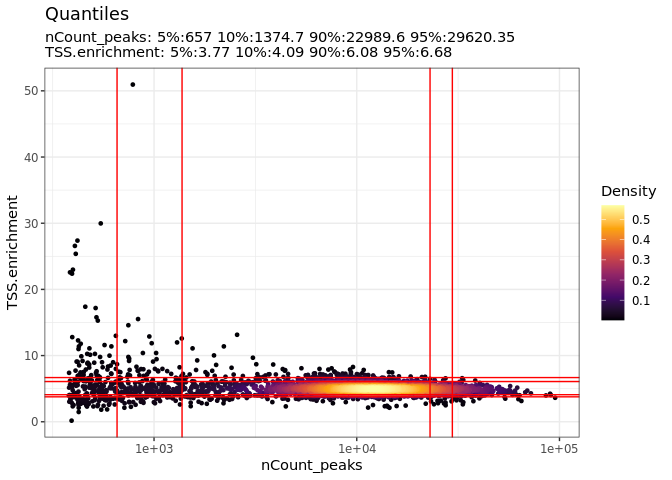 Quantiles
nCount_peaks: 5%:657 10%:1374.7 90%:22989.6 95%:29620.35
TSS.enrichment: 5%:3.77 10%:4.09 90%:6.08 95%:6.68
50
40
30
20
10
0
TSS.enrichment
1e+03
1e+04
1e+05
nCount_peaks
Density
0.5
0.4
0.3
0.2
0.1